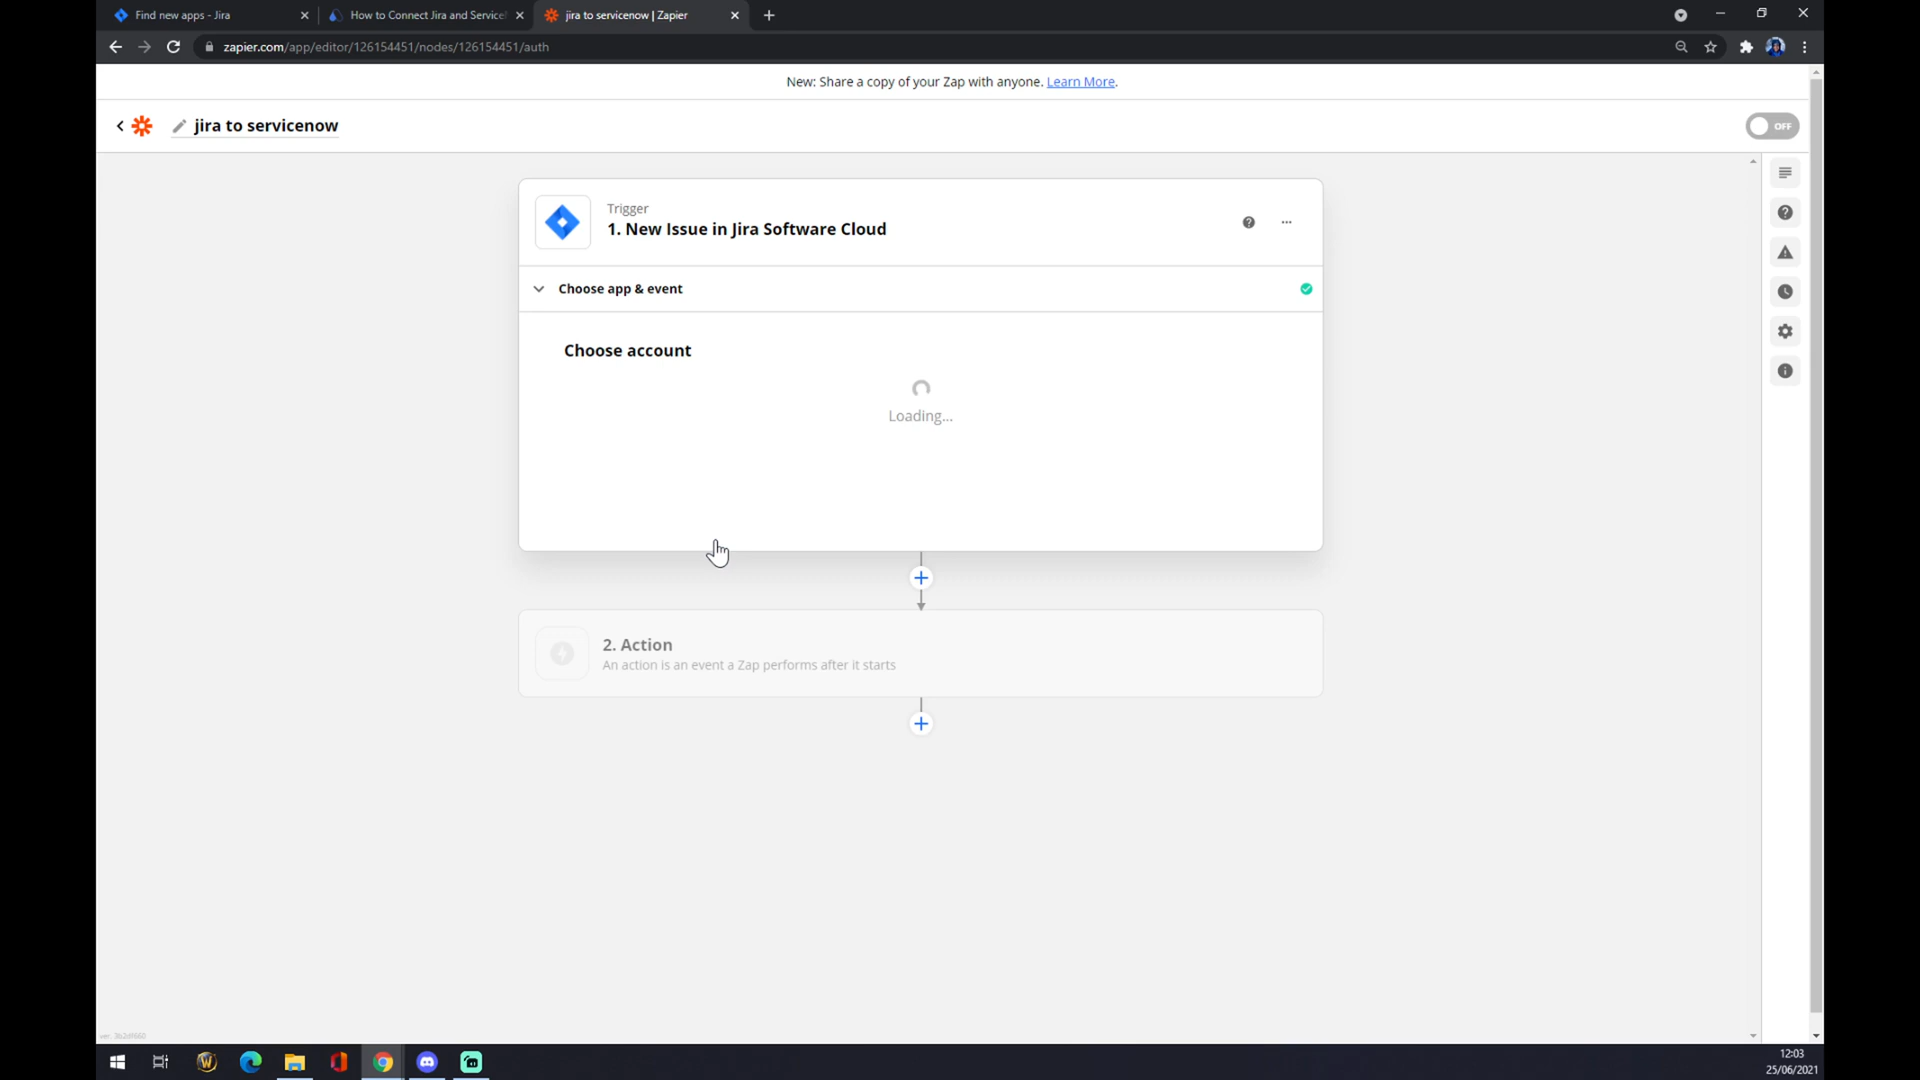 Find new apps - Jira
How to Connect Jira and Service
jira to servicenow | Zapier
zapier.com/app/editor/126154451/nodes/126154451/auth
New: Share a copy of your Zap with anyone. Learn More.
jira to servicenow
OFF
Trigger
1. New Issue in Jira Software Cloud
Choose app & event
Choose account
Loading...
2. Action
An action is an event a Zap performs after it starts
12:03
25/06/2021